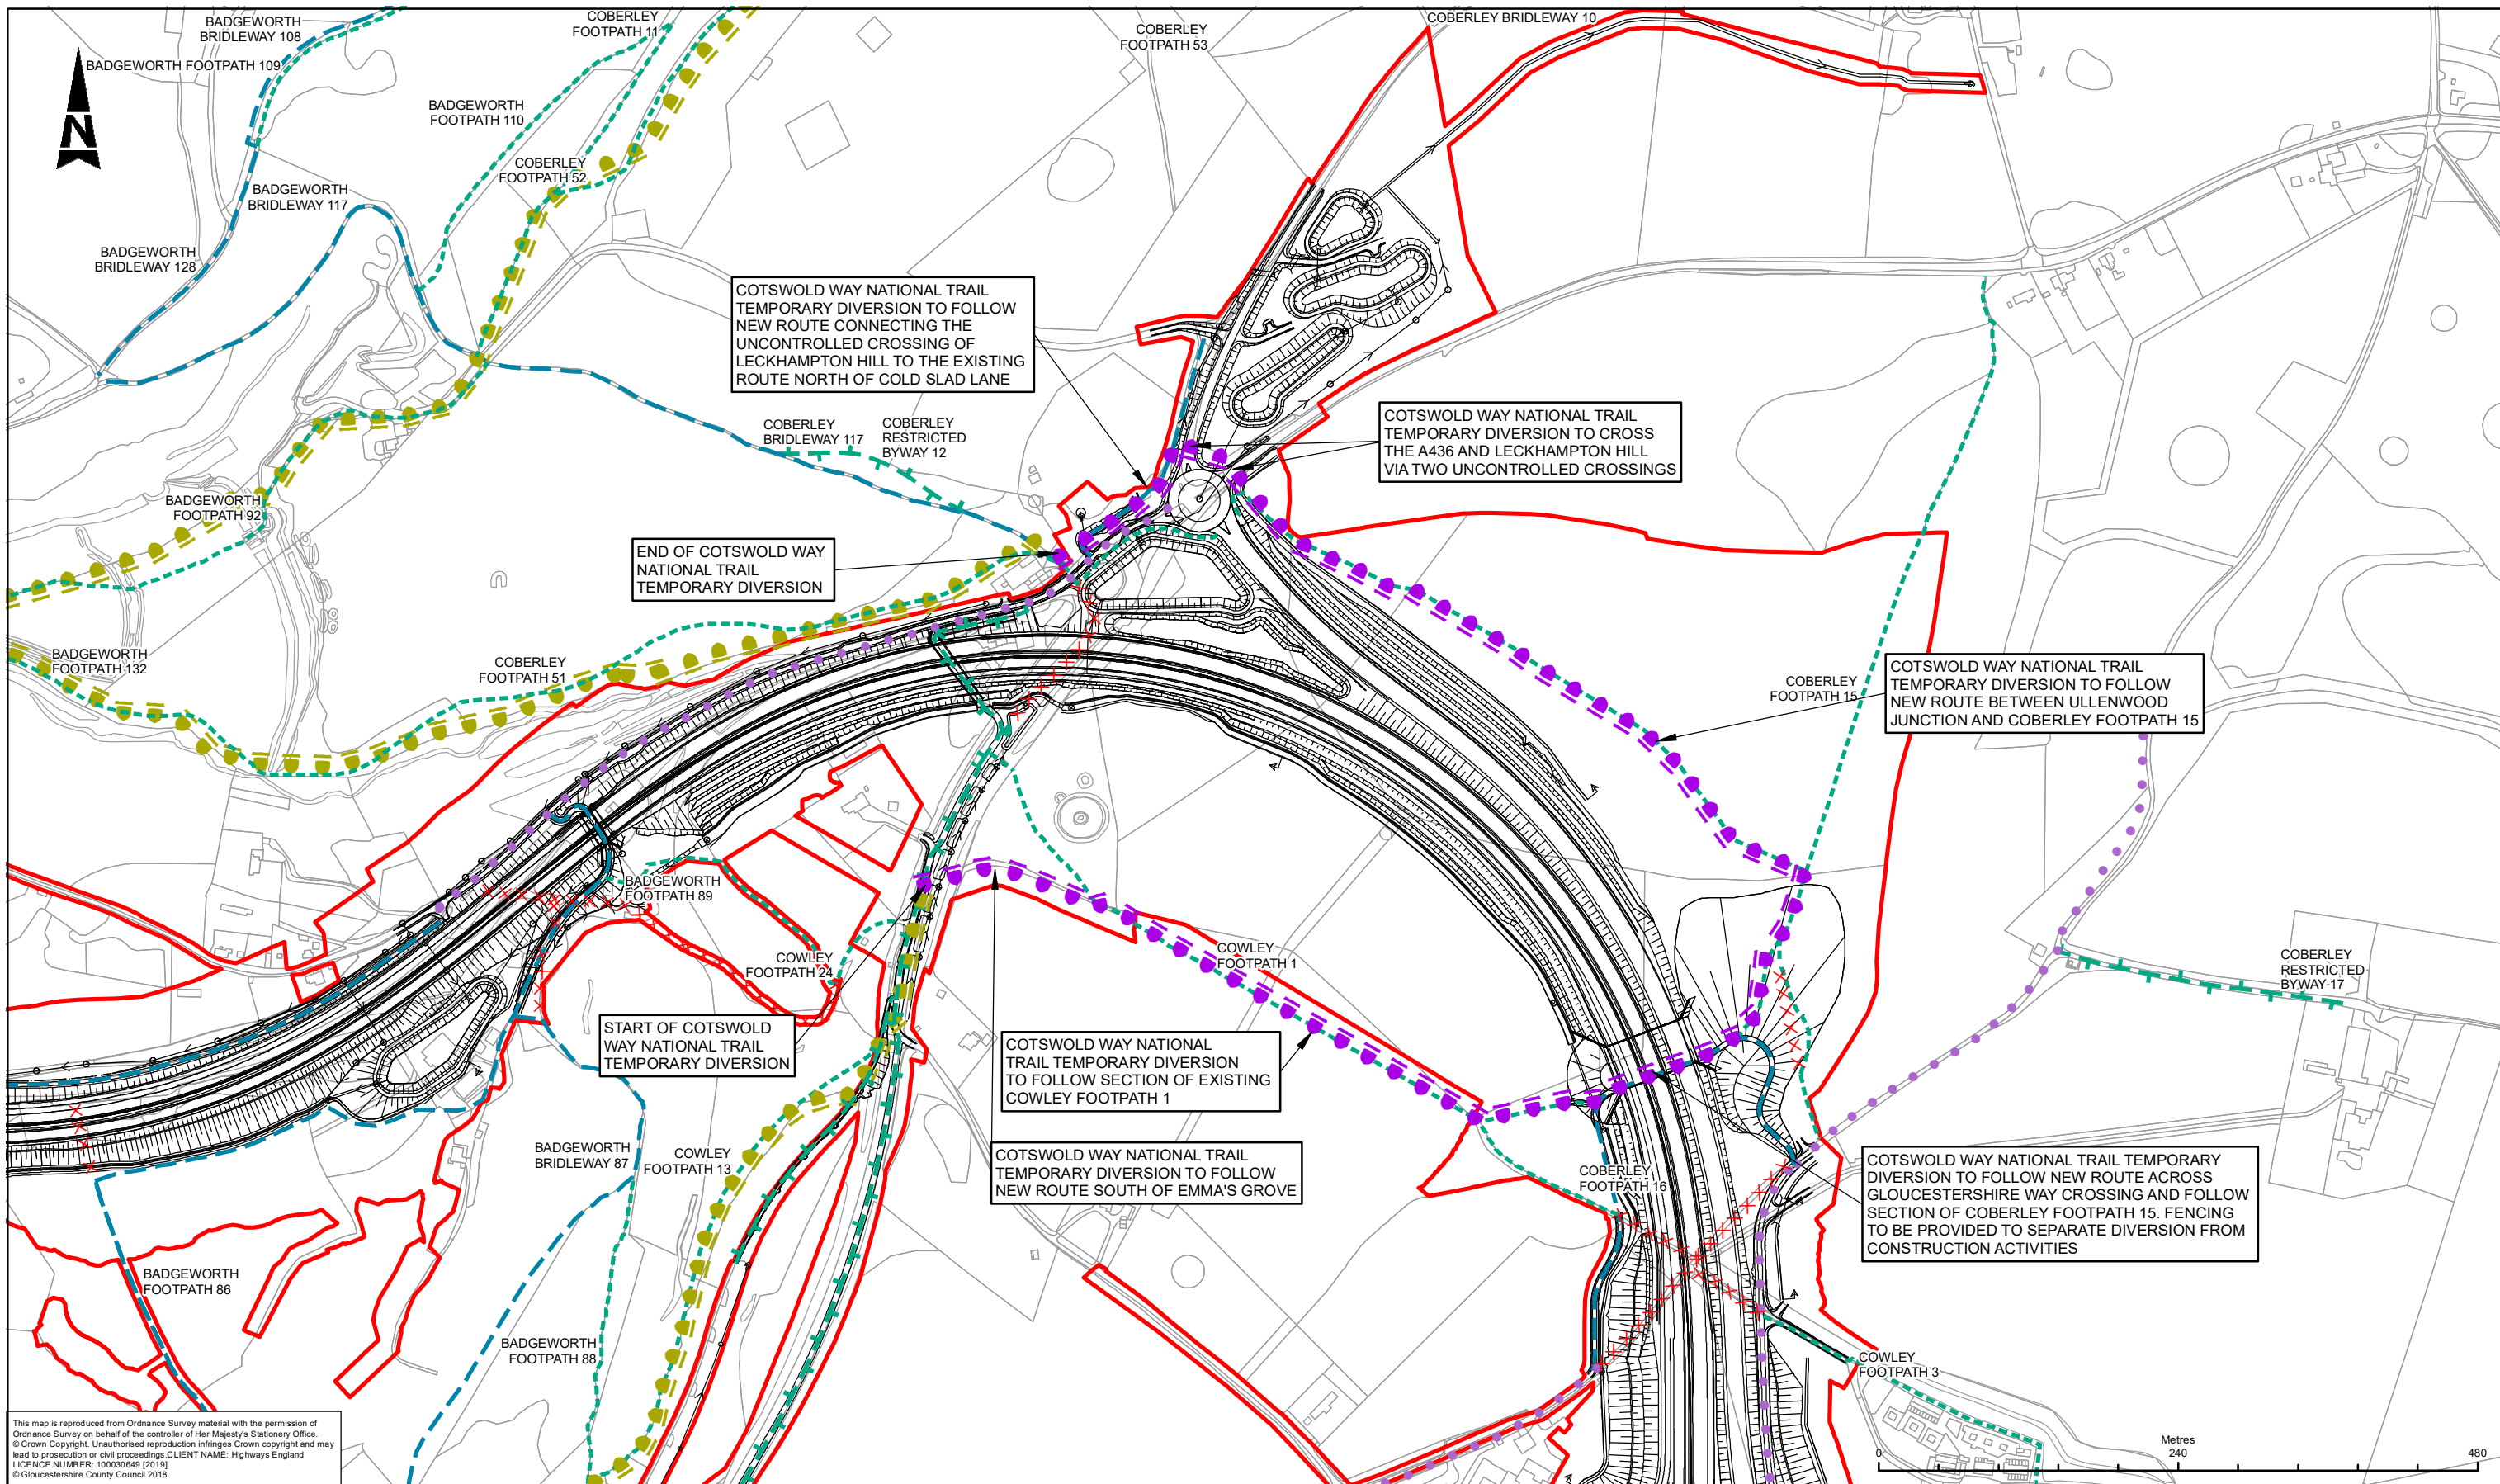 BADGEWORTH
BRIDLEWAY 108
COBERLEY
FOOTPATH 11
COBERLEY
FOOTPATH 53
COBERLEY BRIDLEWAY 10
BADGEWORTH FOOTPATH 109
N
BADGEWORTH
FOOTPATH 110
COBERLEY
FOOTPATH 52
BADGEWORTH
BRIDLEWAY 117
BADGEWORTH
BRIDLEWAY 128
COTSWOLD WAY NATIONAL TRAIL
TEMPORARY DIVERSION TO FOLLOW
NEW ROUTE CONNECTING THE
UNCONTROLLED CROSSING OF
LECKHAMPTON HILL TO THE EXISTING
ROUTE NORTH OF COLD SLAD LANE
COTSWOLD WAY NATIONAL TRAIL
TEMPORARY DIVERSION TO CROSS
THE A436 AND LECKHAMPTON HILL
VIA TWO UNCONTROLLED CROSSINGS
COBERLEY
BRIDLEWAY 117
COBERLEY
RESTRICTED
BYWAY 12
BADGEWORTH
FOOTPATH 92
END OF COTSWOLD WAY
NATIONAL TRAIL
TEMPORARY DIVERSION
BADGEWORTH
FOOTPATH 132
COBERLEY
FOOTPATH 51
COBERLEY
FOOTPATH 15
COTSWOLD WAY NATIONAL TRAIL
TEMPORARY DIVERSION TO FOLLOW
NEW ROUTE BETWEEN ULLENWOOD
JUNCTION AND COBERLEY FOOTPATH 15
BADGEWORTH
FOOTPATH 89
COWLEY
FOOTPATH 24
COWLEY
FOOTPATH 1
COBERLEY
RESTRICTED
BYWAY 17
START OF COTSWOLD
WAY NATIONAL TRAIL
TEMPORARY DIVERSION
COTSWOLD WAY NATIONAL
TRAIL TEMPORARY DIVERSION
TO FOLLOW SECTION OF EXISTING
COWLEY FOOTPATH 1
BADGEWORTH
BRIDLEWAY 87
COWLEY
FOOTPATH 13
COTSWOLD WAY NATIONAL TRAIL
TEMPORARY DIVERSION TO FOLLOW
NEW ROUTE SOUTH OF EMMA'S GROVE
COBERLEY
FOOTPATH 16
COTSWOLD WAY NATIONAL TRAIL TEMPORARY
DIVERSION TO FOLLOW NEW ROUTE ACROSS
GLOUCESTERSHIRE WAY CROSSING AND FOLLOW
SECTION OF COBERLEY FOOTPATH 15. FENCING
TO BE PROVIDED TO SEPARATE DIVERSION FROM
CONSTRUCTION ACTIVITIES
BADGEWORTH
FOOTPATH 86
BADGEWORTH
FOOTPATH 88
COWLEY
FOOTPATH 3
This map is reproduced from Ordnance Survey material with the permission of
Ordnance Survey on behalf of the controller of Her Majesty's Stationery Office.
© Crown Copyright. Unauthorised reproduction infringes Crown copyright and may
lead to prosecution or civil proceedings.CLIENT NAME: Highways England
LICENCE NUMBER: 100030649 [2019]
© Gloucestershire County Council 2018
Metres
0 240 480